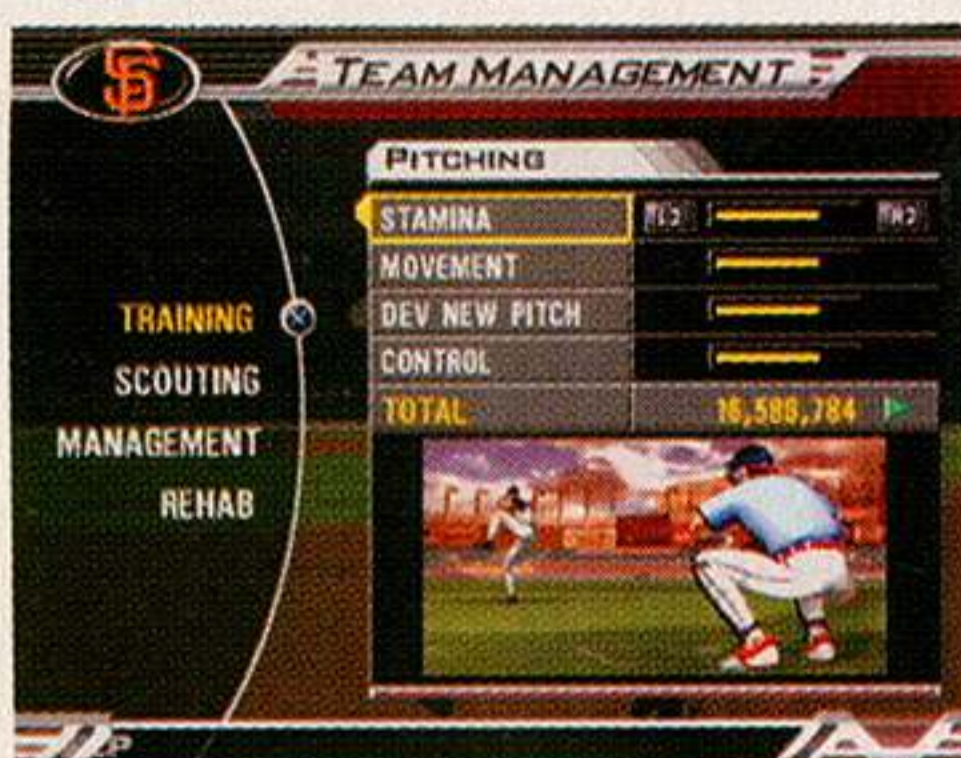 SF
TEAM MANAGEMENT
PITCHING
STAMINA
MOVEMENT
DEV NEW PITCH
CONTROL
TOTAL
TRAINING
SCOUTING
MANAGEMENT
REHAB